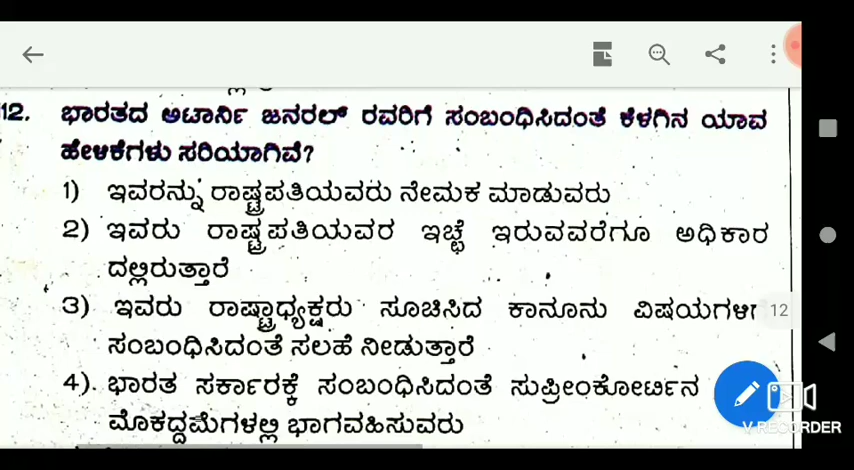 12. ಭಾರತದ ಅಟಾರ್ನಿ ಜನರಲ್ ರವರಿಗೆ ಸಂಬಂಧಿಸಿದಂತೆ ಕೆಳಗಿನ ಯಾವ
ಹೇಳಿಕೆಗಳು ಸರಿಯಾಗಿವೆ?
1) ಇವರನ್ನು ರಾಷ್ಟ್ರಪತಿಯವರು ನೇಮಕ ಮಾಡುವರು
2) ಇವರು ರಾಷ್ಟ್ರಪತಿಯವರ ಇಚ್ಛೆ ಇರುವವರೆಗೂ ಅಧಿಕಾರ
ದಲ್ಲಿರುತ್ತಾರೆ
3) ಇವರು ರಾಷ್ಟ್ರಾಧ್ಯಕ್ಷರು ಸೂಚಿಸಿದ ಕಾನೂನು
12
ಸಂಬಂಧಿಸಿದಂತೆ ಸಲಹೆ ನೀಡುತ್ತಾರೆ
4). ಭಾರತ ಸರ್ಕಾರಕ್ಕೆ ಸಂಬಂಧಿಸಿದಂತೆ ಸುಪ್ರೀಂಕೋರ್ಟಿನ
ಮೊಕದ್ದಮೆಗಳಲ್ಲಿ ಭಾಗವಹಿಸುವರು
V RECORDER